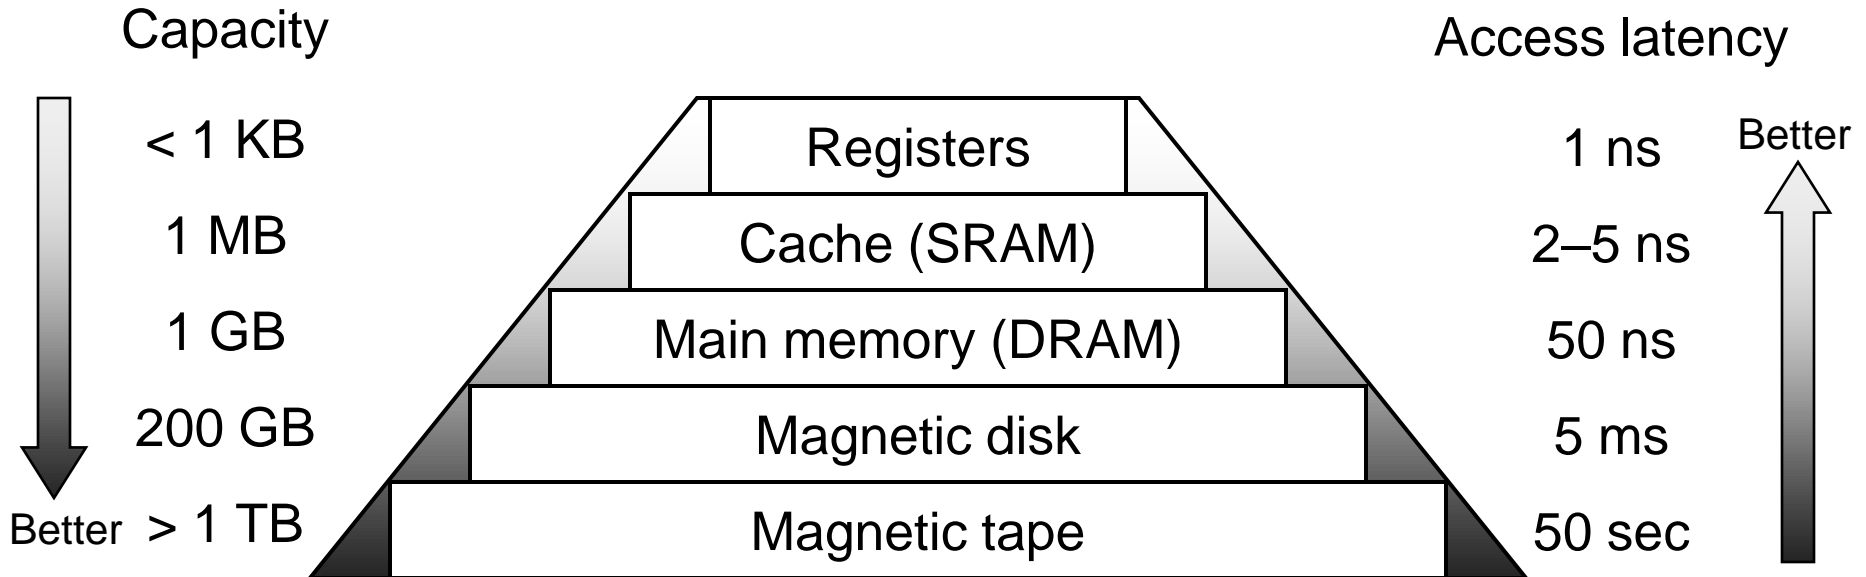 Capacity
Access latency
< 1 KB
Registers
1 ns
Better
1 MB
Cache (SRAM)
2–5 ns
1 GB
Main memory (DRAM)
50 ns
200 GB
Magnetic disk
5 ms
Better
> 1 TB
Magnetic tape
50 sec